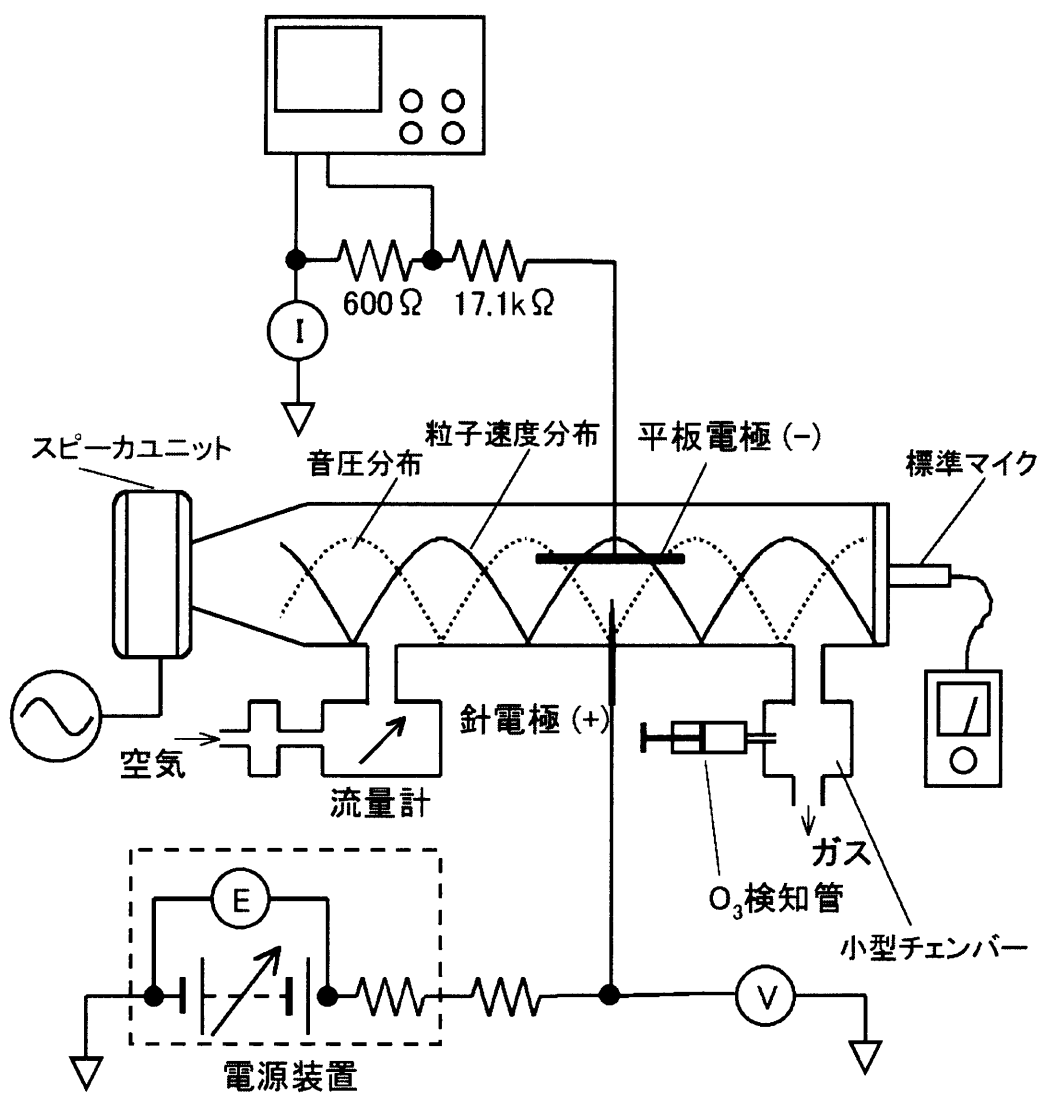 600Ω
17.1kΩ
I
スピーカユニット
音圧分布
粒子速度分布
平板電極(-)
標準マイク
針電極(+)
空気
流量計
ガス
O₃検知管
小型チェンバー
E
V
電源装置